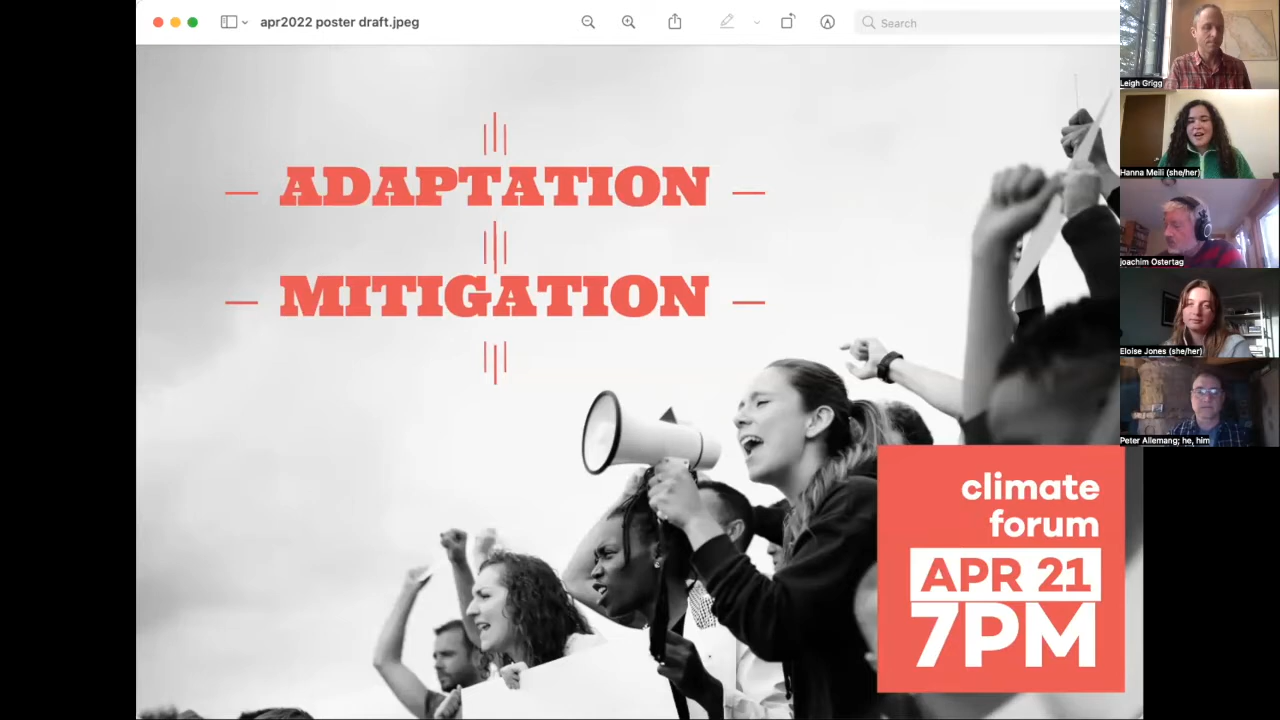 apr2022 poster draft.jpeg
Search
ADAPTATION
MITIGATION
climate
forum
APR 21
7PM
Leigh Grigg
Hanna Meili (she/her)
joachim Ostertag
Eloise Jones (she/her)
Peter Allemang; he, him